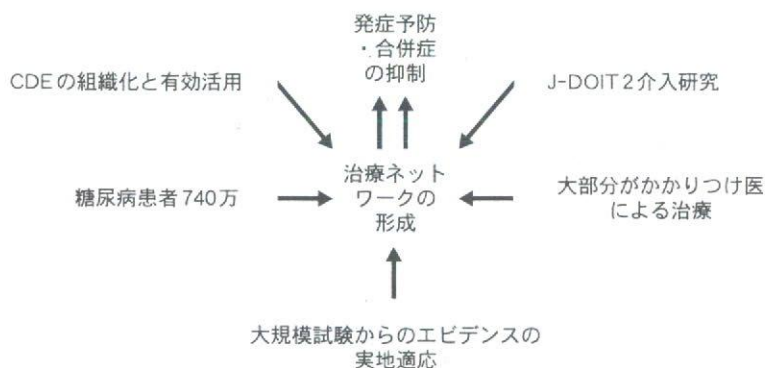 発症予防
・合併症
の抑制
CDEの組織化と有効活用
J-DOIT2介入研究
治療ネット
ワークの
形成
糖尿病患者740万
大部分がかかりつけ医
による治療
大規模試験からのエビデンスの
実地適応